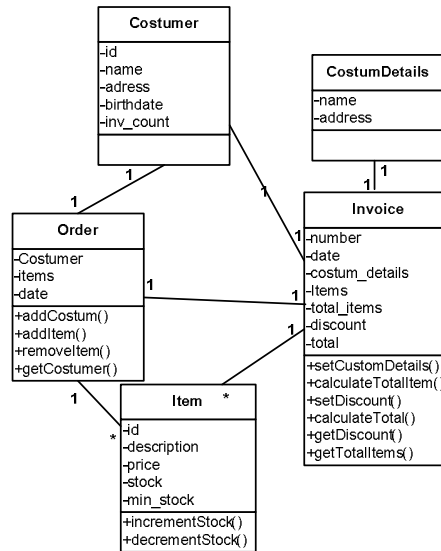 Costumer
-id
-name
-adress
-birthdate
-inv_count
CostumDetails
-name
-address
1
1
1
1
1
1
Order
-Costumer
-items
-date
+addCostum()
+addItem()
+removeItem()
+getCostumer()
1
1
Invoice
-number
-date
-costum_details
-Items
-total_items
-discount
-total
+setCustomDetails()
+calculateTotalItem()
+setDiscount()
+calculateTotal()
+getDiscount()
+getTotalItems()
1
*
1
*
Item
-id
-description
-price
-stock
-min_stock
+incrementStock()
+decrementStock()